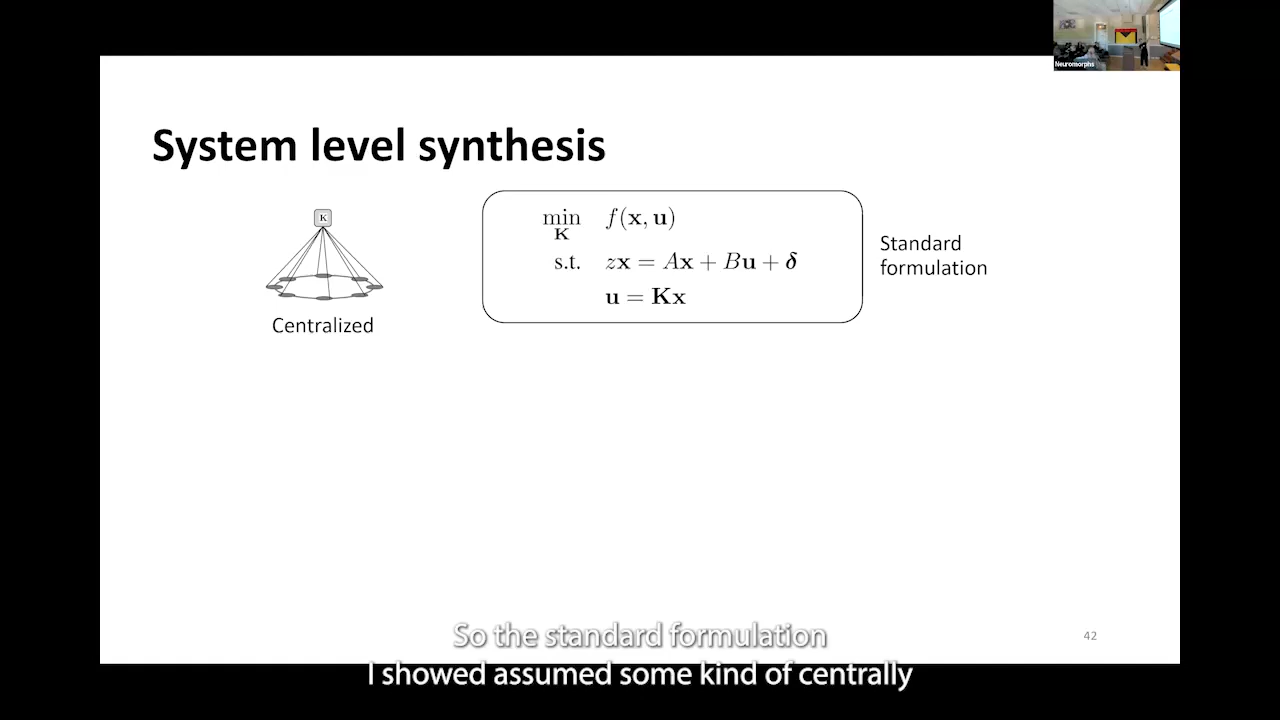 Neuromorphs
System level synthesis
K
Centralized
min f(x, u)
K
s.t. zx = Ax + Bu + δ
u = Kx
Standard
formulation
So the standard formulation
I showed assumed some kind of centrally
42